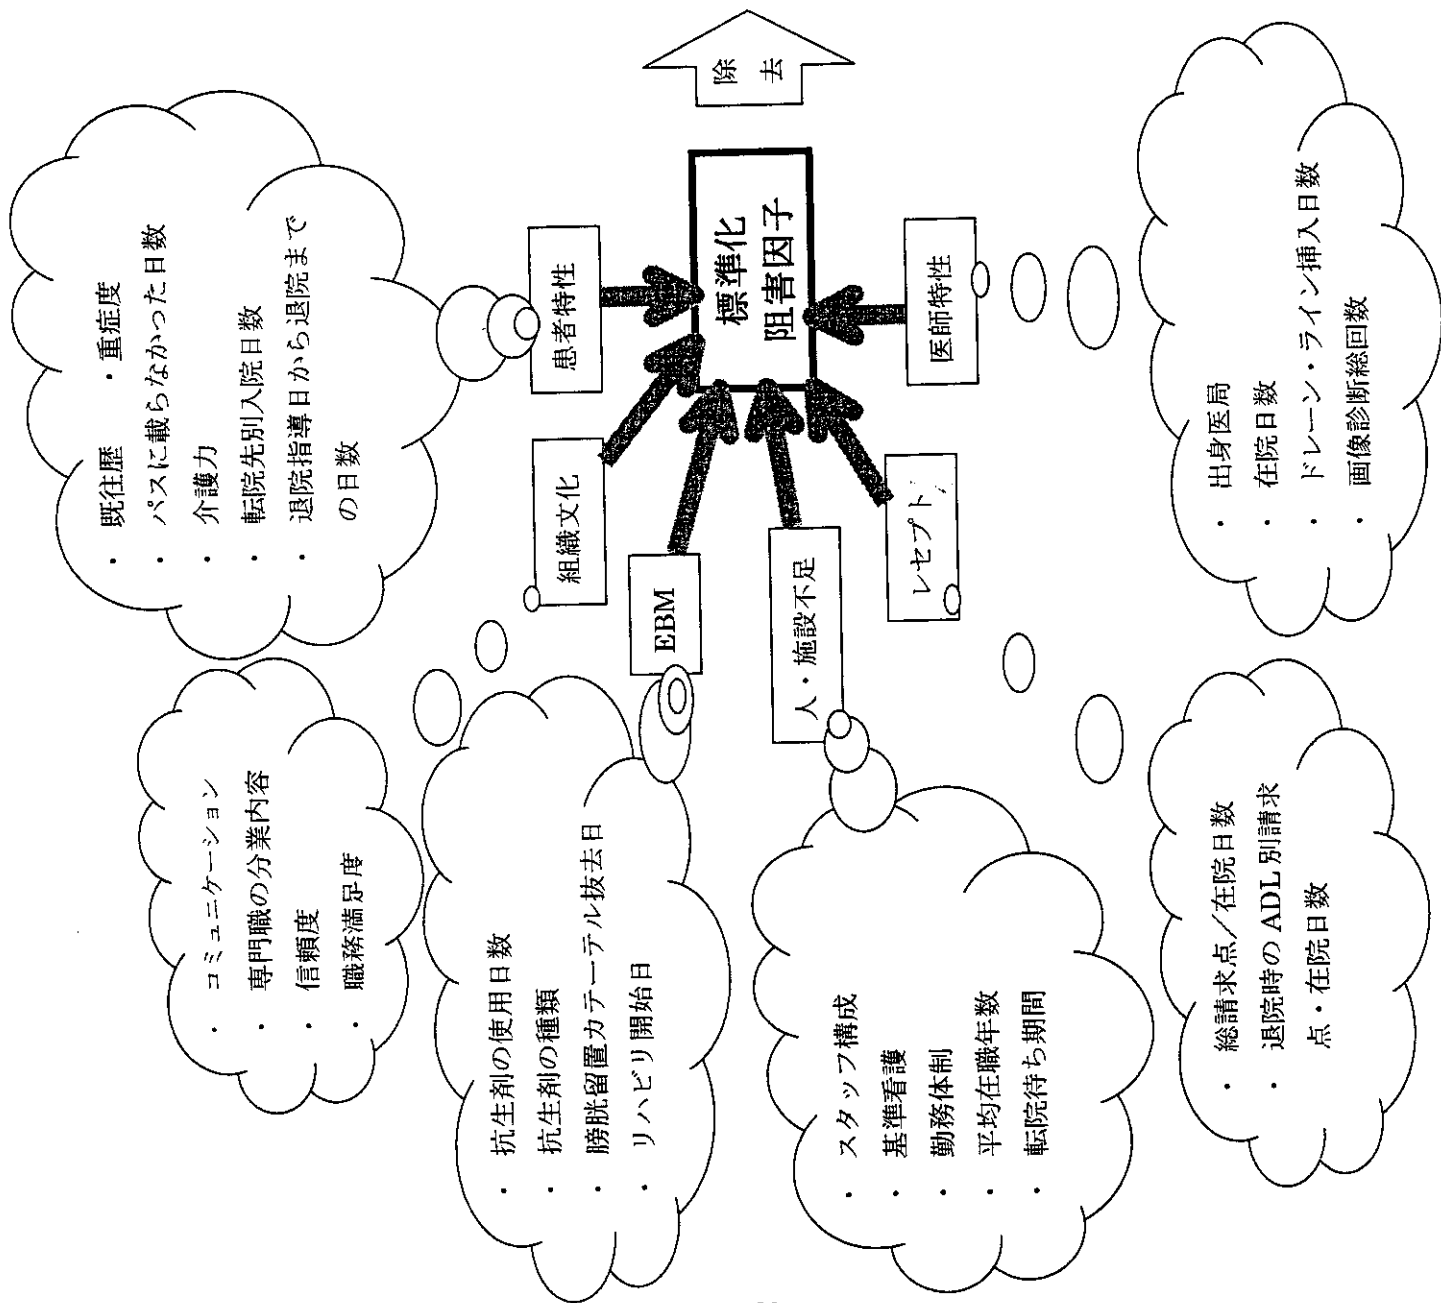 ・ 既往歴 ・重症度
・ パスに載らなかった日数
・ 介護力
・ 転院先別入院日数
・ 退院指導日から退院まで
の日数
患者特性
・ コミュニケーション
・ 専門職の分業内容
・ 信頼度
・ 職務満足度
組織文化
・ 抗生剤の使用日数
・ 抗生剤の種類
・ 膀胱留置カテーテル抜去日
・ リハビリ開始日
EBM
・ スタッフ構成
・ 基準看護
・ 勤務体制
・ 平均在職年数
・ 転院待ち期間
人・施設不足
・ 総請求点／在院日数
・ 退院時の ADL 別請求
点・在院日数
レセプト
・ 出身医局
・ 在院日数
・ ドレーン・ライン挿入日数
・ 画像診断総回数
医師特性
標準化
阻害因子
除
去